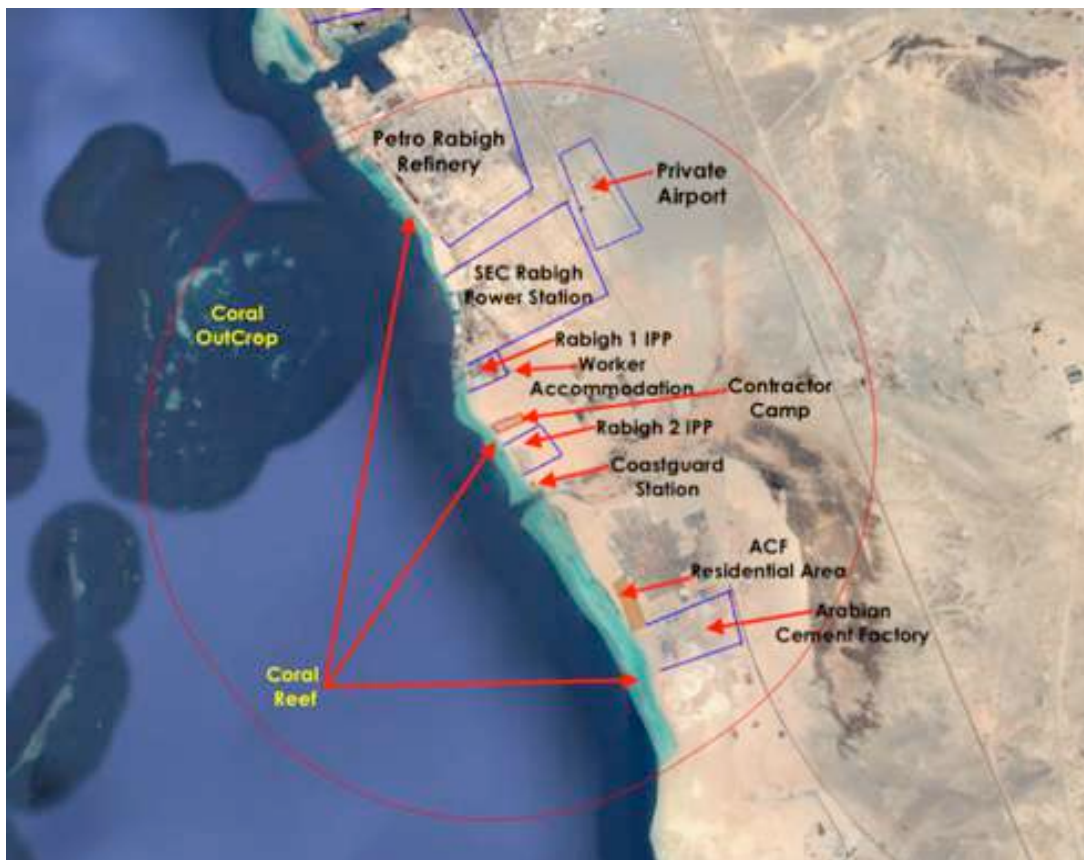 Petro Rabigh
Refinery
Private
Airport
SEC Rabigh
Power Station
Coral
OutCrop
Rabigh 1 IPP
Worker
Accommodation
Contractor
Camp
Rabigh 2 IPP
Coastguard
Station
ACF
Residential Area
Arabian
Cement Factory
Coral
Reef